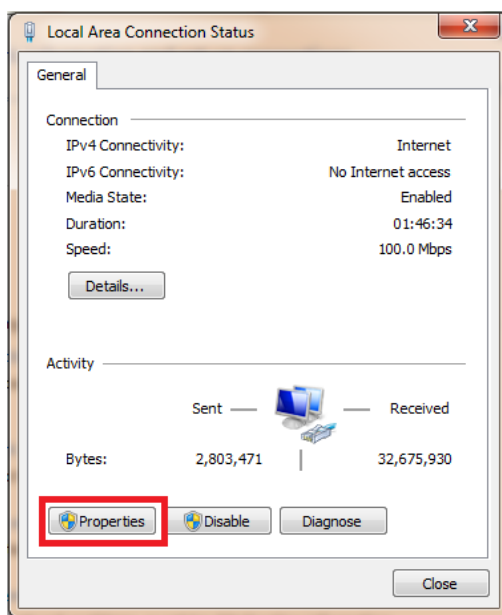 Local Area Connection Status
General
Connection
IPv4 Connectivity: Internet
IPv6 Connectivity: No Internet access
Media State: Enabled
Duration: 01:46:34
Speed: 100.0 Mbps
Details...
Activity
Sent Received
Bytes: 2,803,471 32,675,930
Properties Disable Diagnose
Close